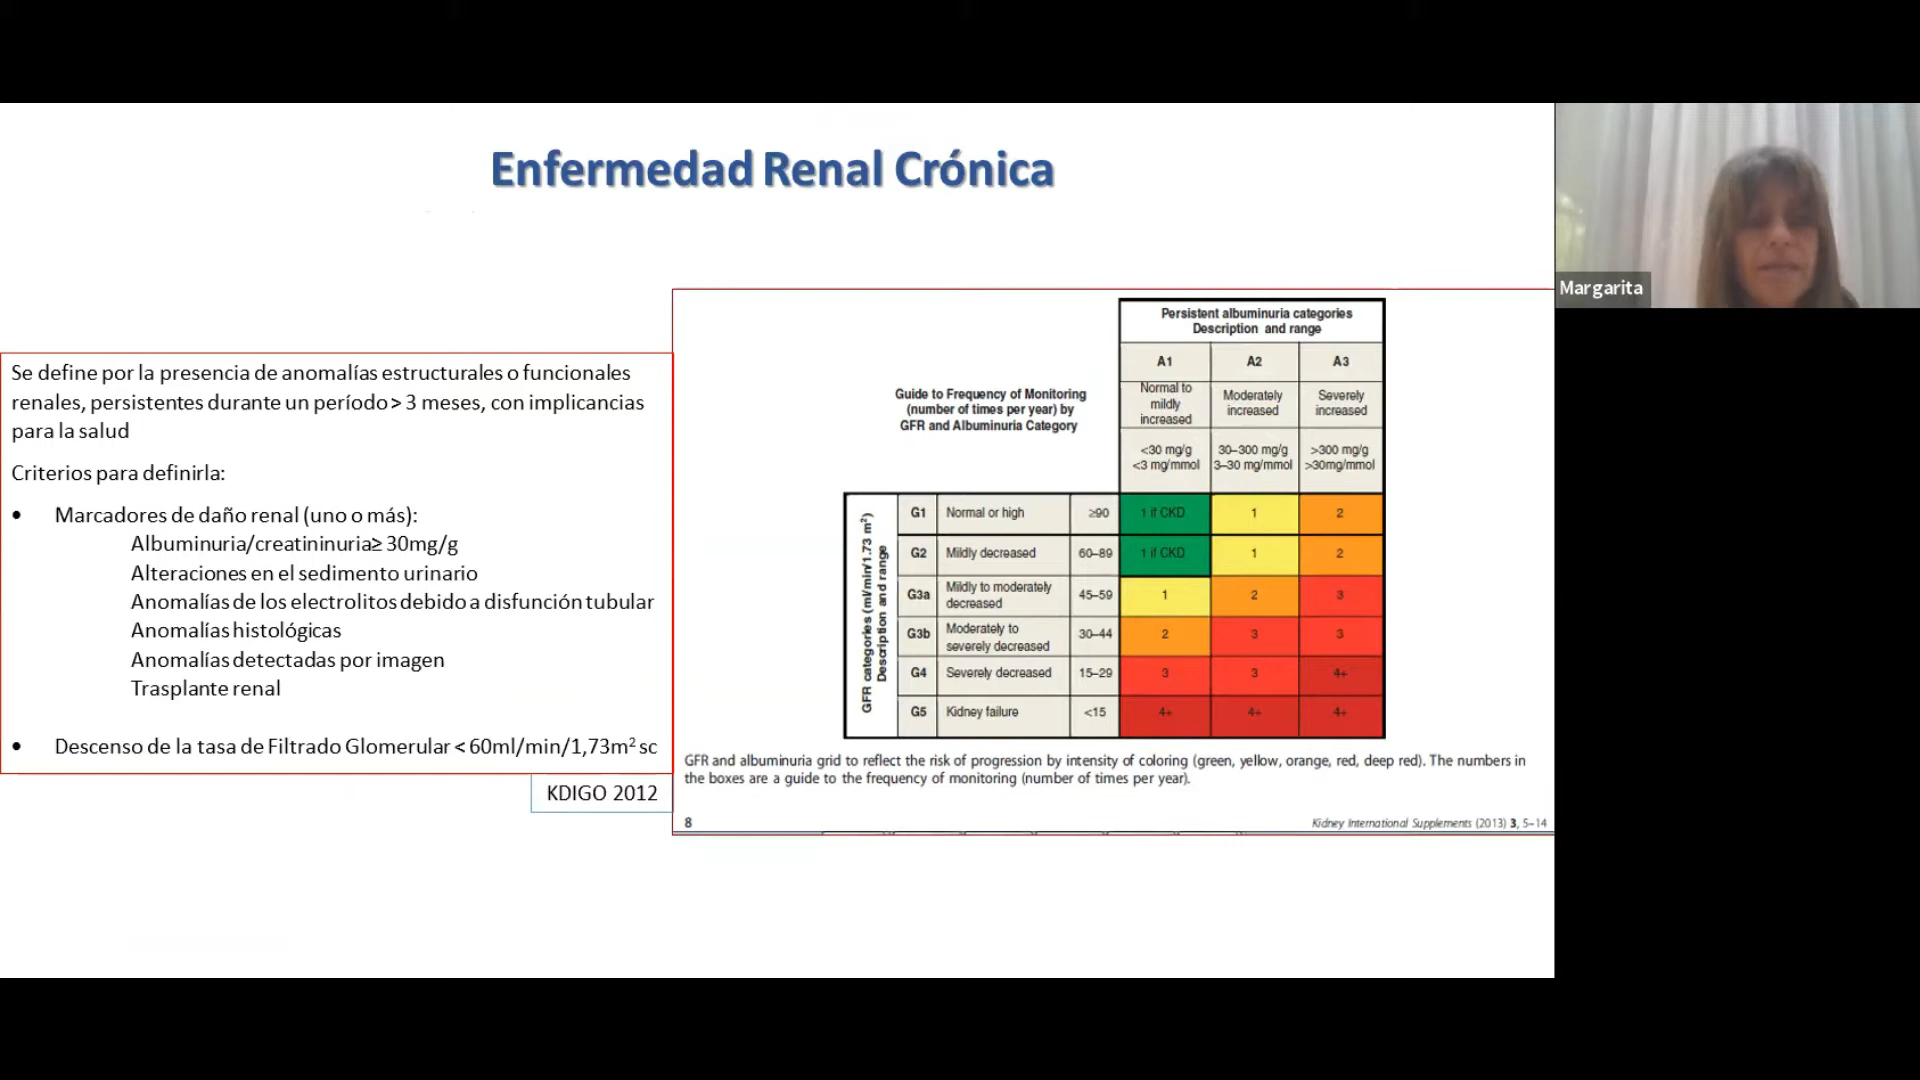 Enfermedad Renal Crónica
Margarita
Se define por la presencia de anomalías estructurales o funcionales
renales, persistentes durante un período > 3 meses, con implicancias
para la salud
Criterios para definirla:
• Marcadores de daño renal (uno o más):
Albuminuria/creatininuria≥ 30mg/g
Alteraciones en el sedimento urinario
Anomalías de los electrolitos debido a disfunción tubular
Anomalías histológicas
Anomalías detectadas por imagen
Trasplante renal
• Descenso de la tasa de Filtrado Glomerular < 60ml/min/1,73m² sc
KDIGO 2012
Persistent albuminuria categories
Description and range
Guide to Frequency of Monitoring
(number of times per year) by
GFR and Albuminuria Category
A1 A2 A3
Normal to
mildly
increased
Moderately
increased
Severely
increased
<30 mg/g
<3 mg/mmol
30–300 mg/g
3–30 mg/mmol
>300 mg/g
>30mg/mmol
GFR categories (ml/min/1.73 m²)
Description and range
G1 Normal or high ≥90 1 if CKD 1 2
G2 Mildly decreased 60–89 1 if CKD 1 2
G3a Mildly to moderately
decreased 45–59 1 2 3
G3b Moderately to
severely decreased 30–44 2 3 3
G4 Severely decreased 15–29 3 3 4+
G5 Kidney failure <15 4+ 4+ 4+
GFR and albuminuria grid to reflect the risk of progression by intensity of coloring (green, yellow, orange, red, deep red). The numbers in
the boxes are a guide to the frequency of monitoring (number of times per year).
8
Kidney International Supplements (2013) 3, 5–14